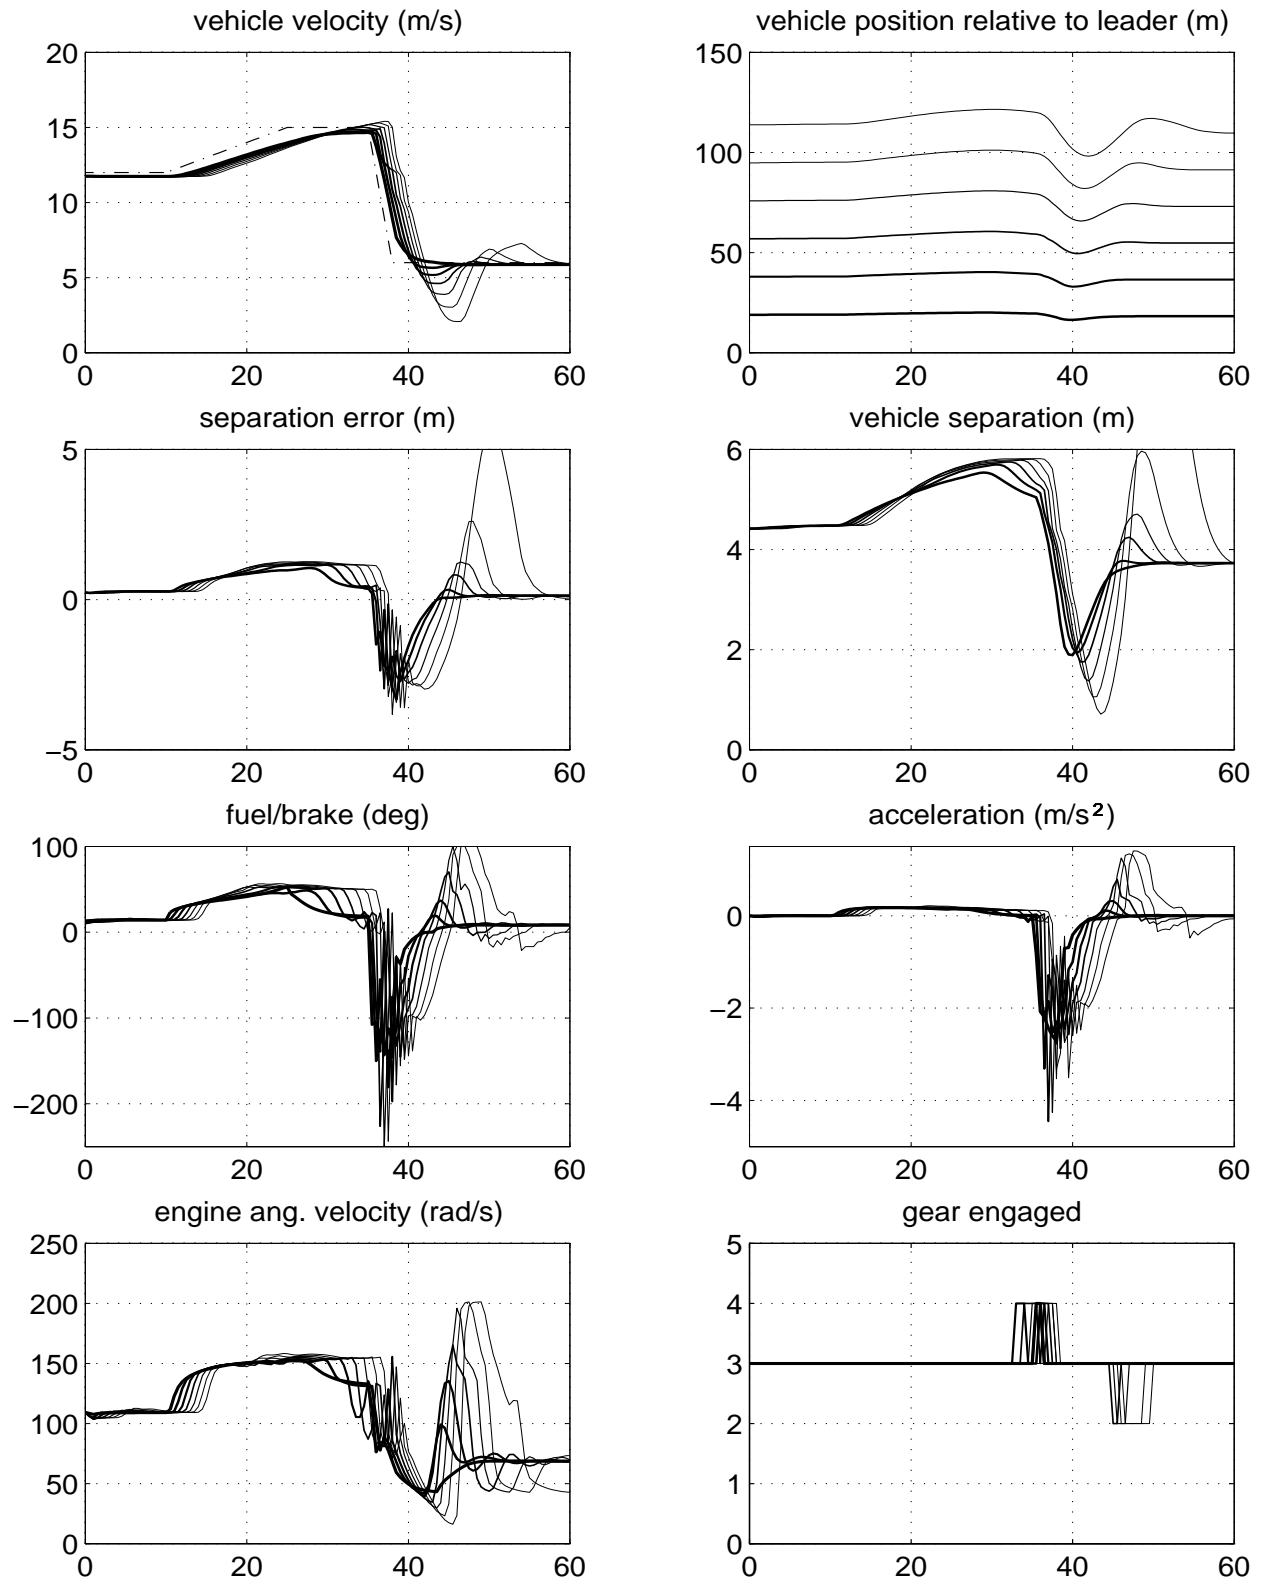 vehicle velocity (m/s)
20
15
10
5
0
0 20 40 60
vehicle position relative to leader (m)
150
100
50
0
0 20 40 60
separation error (m)
5
0
−5
0 20 40 60
vehicle separation (m)
6
4
2
0
0 20 40 60
fuel/brake (deg)
100
0
−100
−200
0 20 40 60
acceleration (m/s²)
0
−2
−4
0 20 40 60
engine ang. velocity (rad/s)
250
200
150
100
50
0
0 20 40 60
gear engaged
5
4
3
2
1
0
0 20 40 60